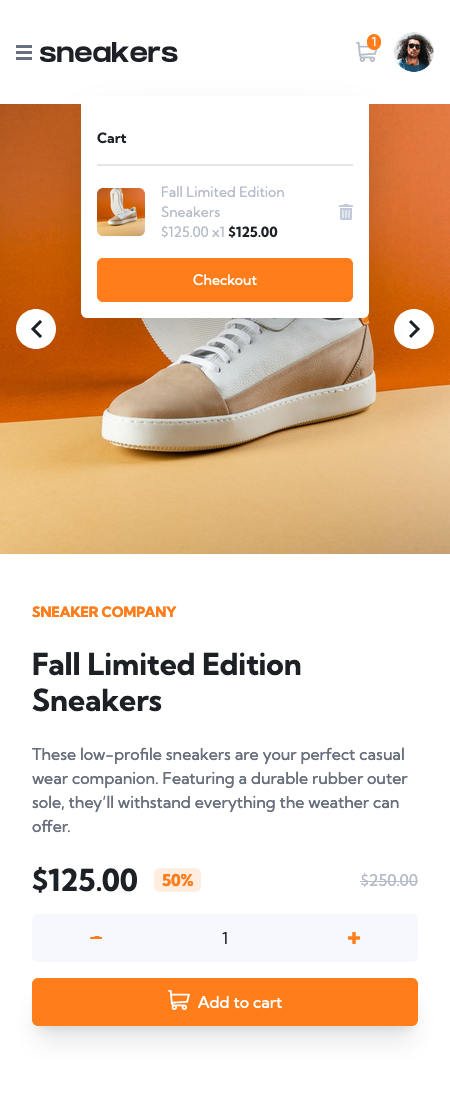 sneakers
1
Cart
Fall Limited Edition
Sneakers
$125.00 x1 $125.00
Checkout
SNEAKER COMPANY
Fall Limited Edition
Sneakers
These low-profile sneakers are your perfect casual
wear companion. Featuring a durable rubber outer
sole, they’ll withstand everything the weather can
offer.
$125.00 50% $250.00
1
Add to cart